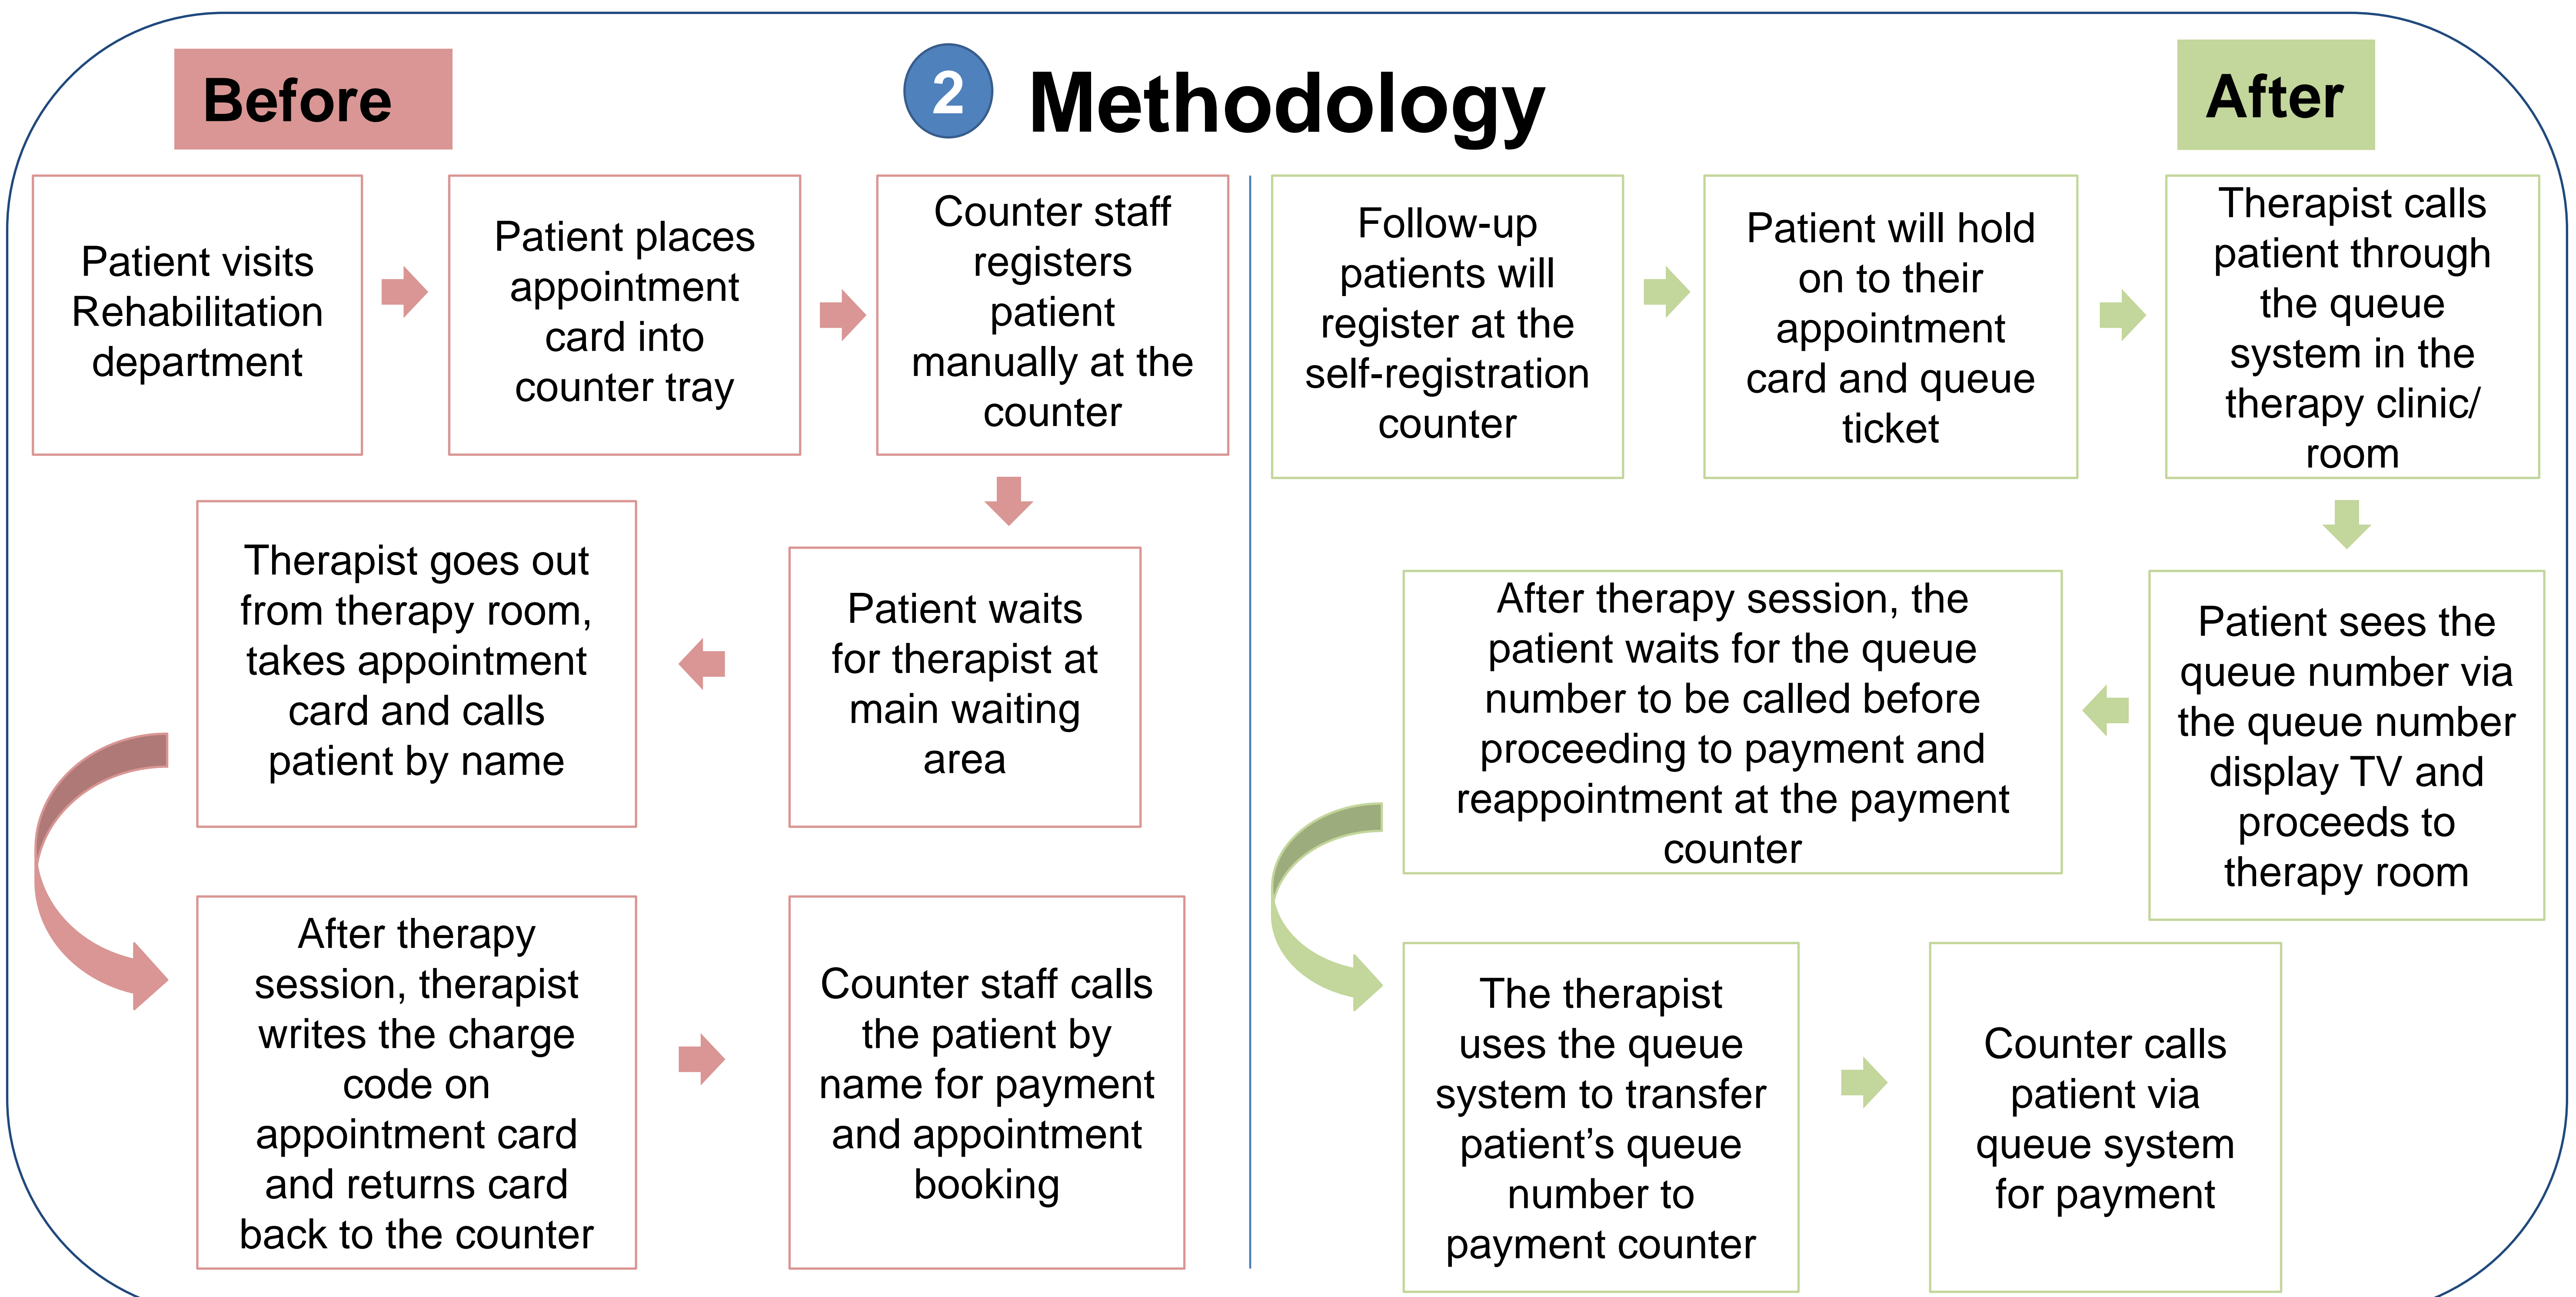 Before
2 Methodology
After
Patient visits
Rehabilitation
department
Patient places
appointment
card into
counter tray
Counter staff
registers
patient
manually at the
counter
Patient waits
for therapist at
main waiting
area
Therapist goes out
from therapy room,
takes appointment
card and calls
patient by name
After therapy
session, therapist
writes the charge
code on
appointment card
and returns card
back to the counter
Counter staff calls
the patient by
name for payment
and appointment
booking
Follow-up
patients will
register at the
self-registration
counter
Patient will hold
on to their
appointment
card and queue
ticket
Therapist calls
patient through
the queue
system in the
therapy clinic/
room
Patient sees the
queue number via
the queue number
display TV and
proceeds to
therapy room
After therapy session, the
patient waits for the queue
number to be called before
proceeding to payment and
reappointment at the payment
counter
The therapist
uses the queue
system to transfer
patient’s queue
number to
payment counter
Counter calls
patient via
queue system
for payment